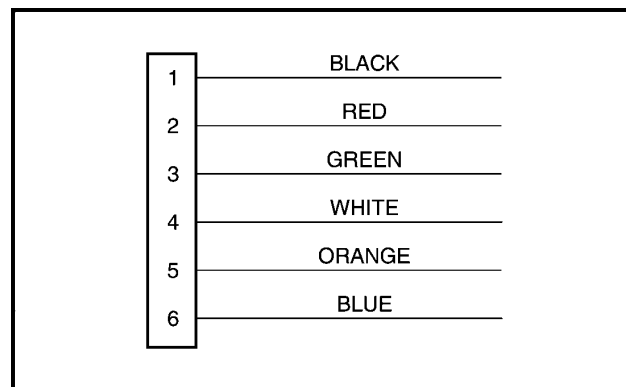 1 BLACK
2 RED
3 GREEN
4 WHITE
5 ORANGE
6 BLUE